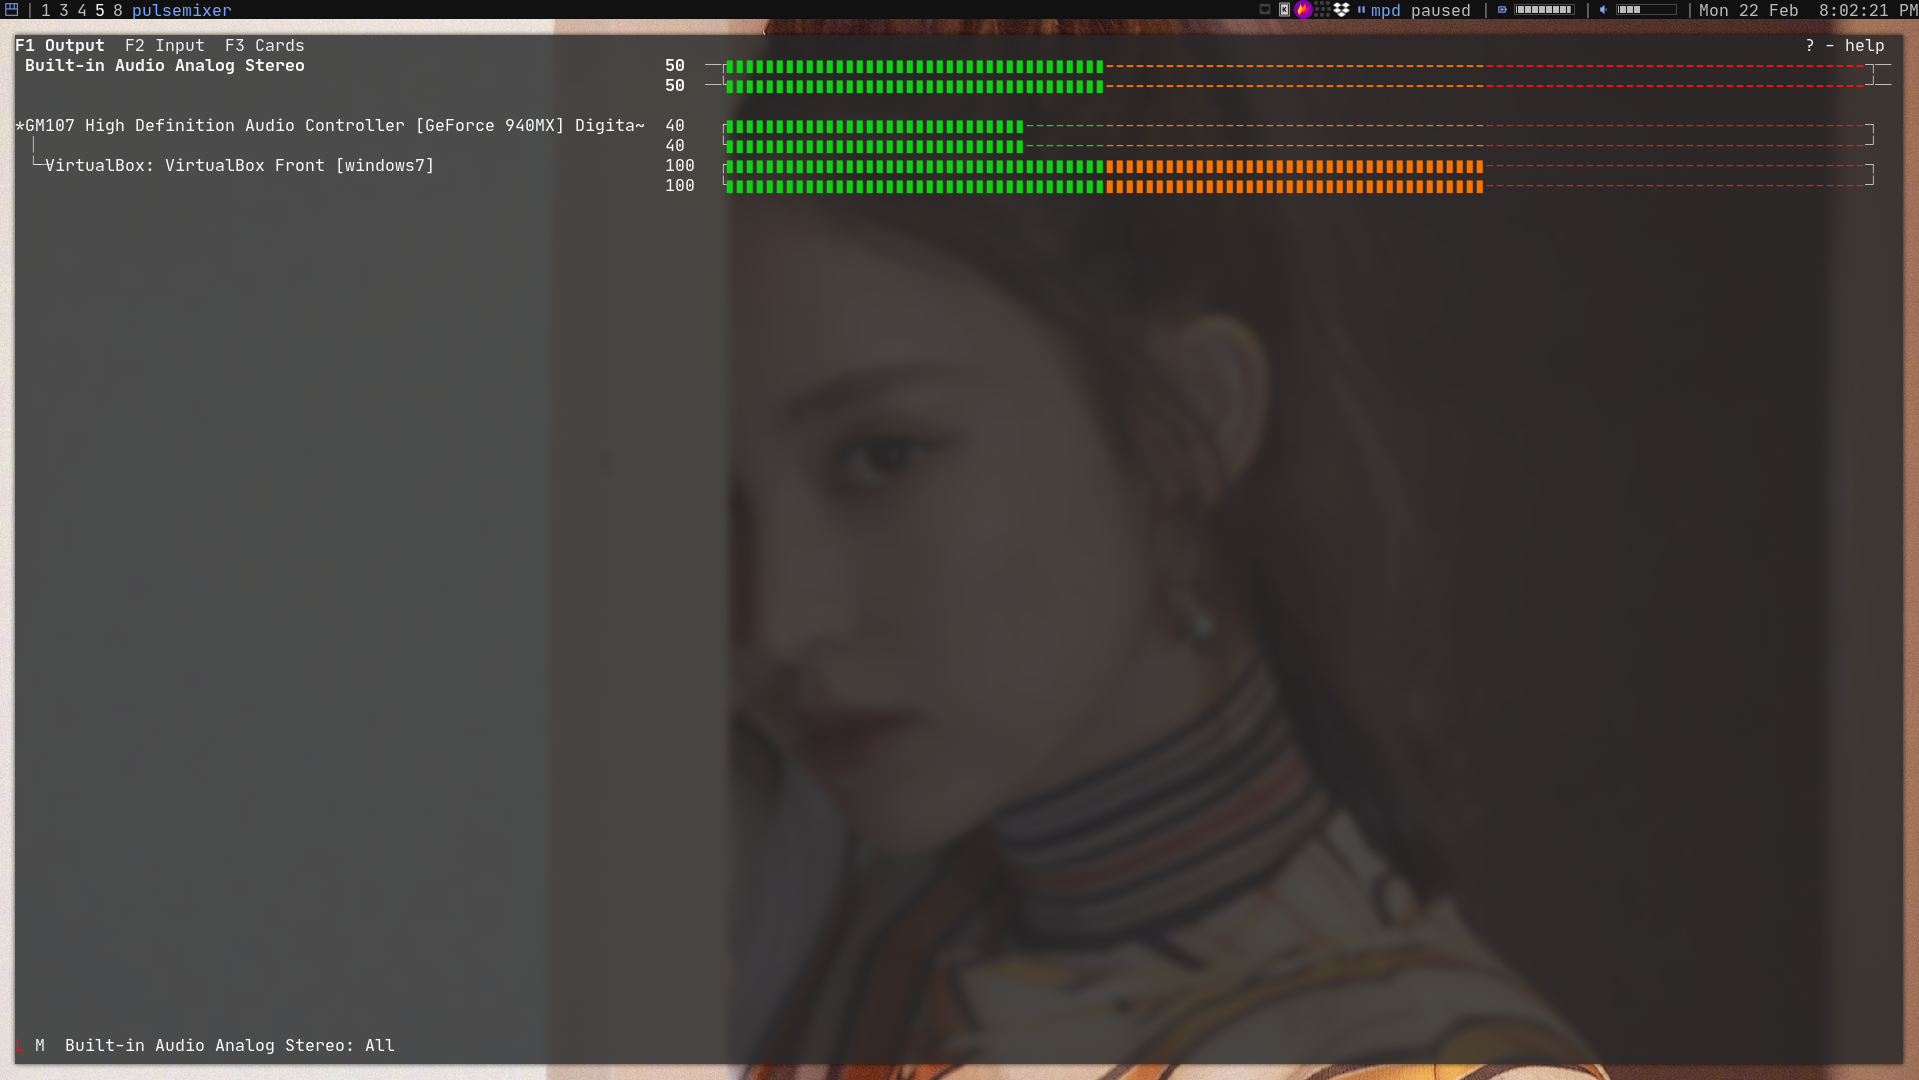 1 3 4 5 8 pulsemixer mpd paused Mon 22 Feb 8:02:21 PM
F1 Output F2 Input F3 Cards ? - help
Built-in Audio Analog Stereo 50
50
*GM107 High Definition Audio Controller [GeForce 940MX] Digita~ 40
40
VirtualBox: VirtualBox Front [windows7] 100
100
L M Built-in Audio Analog Stereo: All